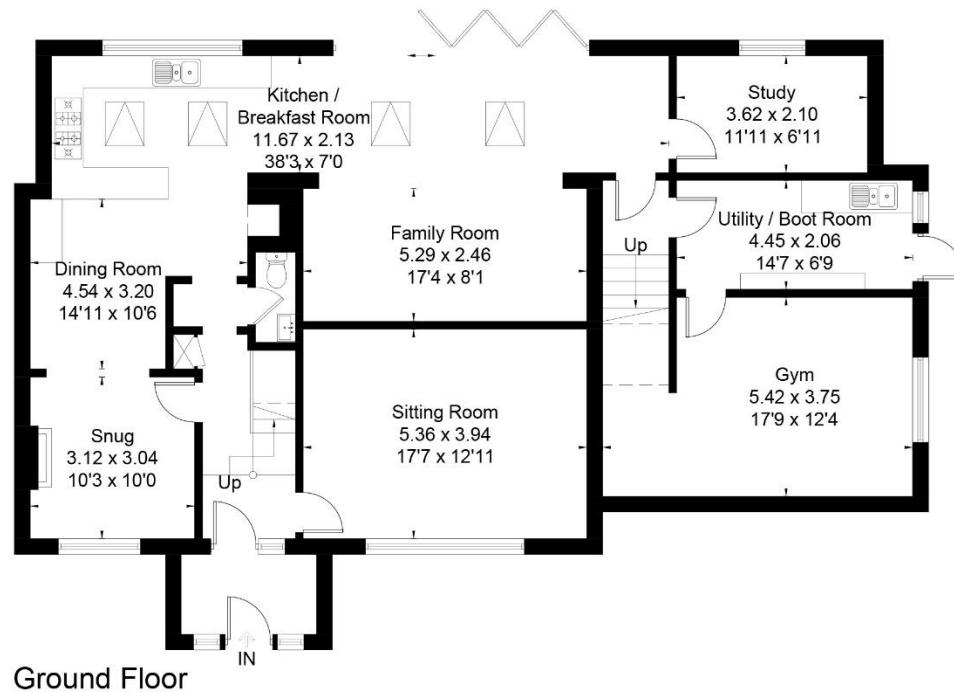 Kitchen /
Breakfast Room
11.67 x 2.13
38'3 x 7'0
Study
3.62 x 2.10
11'11 x 6'11
Family Room
5.29 x 2.46
17'4 x 8'1
Up
Utility / Boot Room
4.45 x 2.06
14'7 x 6'9
Dining Room
4.54 x 3.20
14'11 x 10'6
Sitting Room
5.36 x 3.94
17'7 x 12'11
Gym
5.42 x 3.75
17'9 x 12'4
Snug
3.12 x 3.04
10'3 x 10'0
Up
IN
Ground Floor